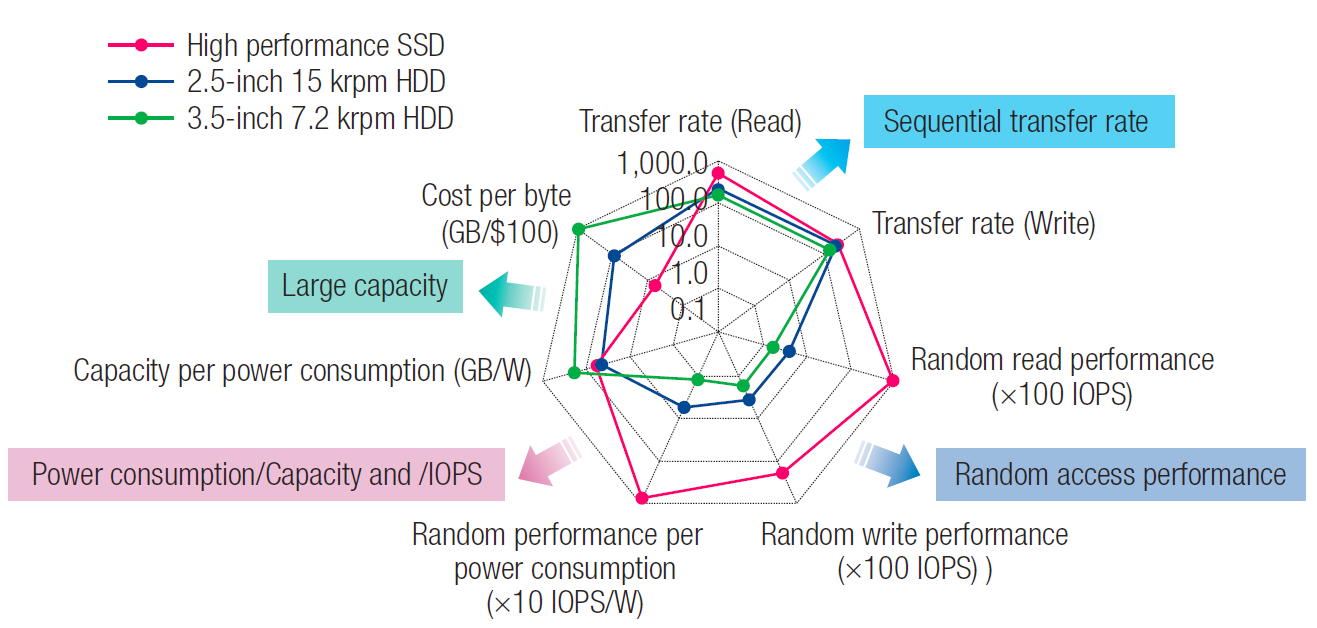 High performance SSD
2.5-inch 15 krpm HDD
3.5-inch 7.2 krpm HDD
Transfer rate (Read)
Sequential transfer rate
1,000.0
100.0
10.0
1.0
0.1
Cost per byte
(GB/$100)
Transfer rate (Write)
Large capacity
Capacity per power consumption (GB/W)
Random read performance
(×100 IOPS)
Power consumption/Capacity and /IOPS
Random access performance
Random performance per
power consumption
(×10 IOPS/W)
Random write performance
(×100 IOPS) )